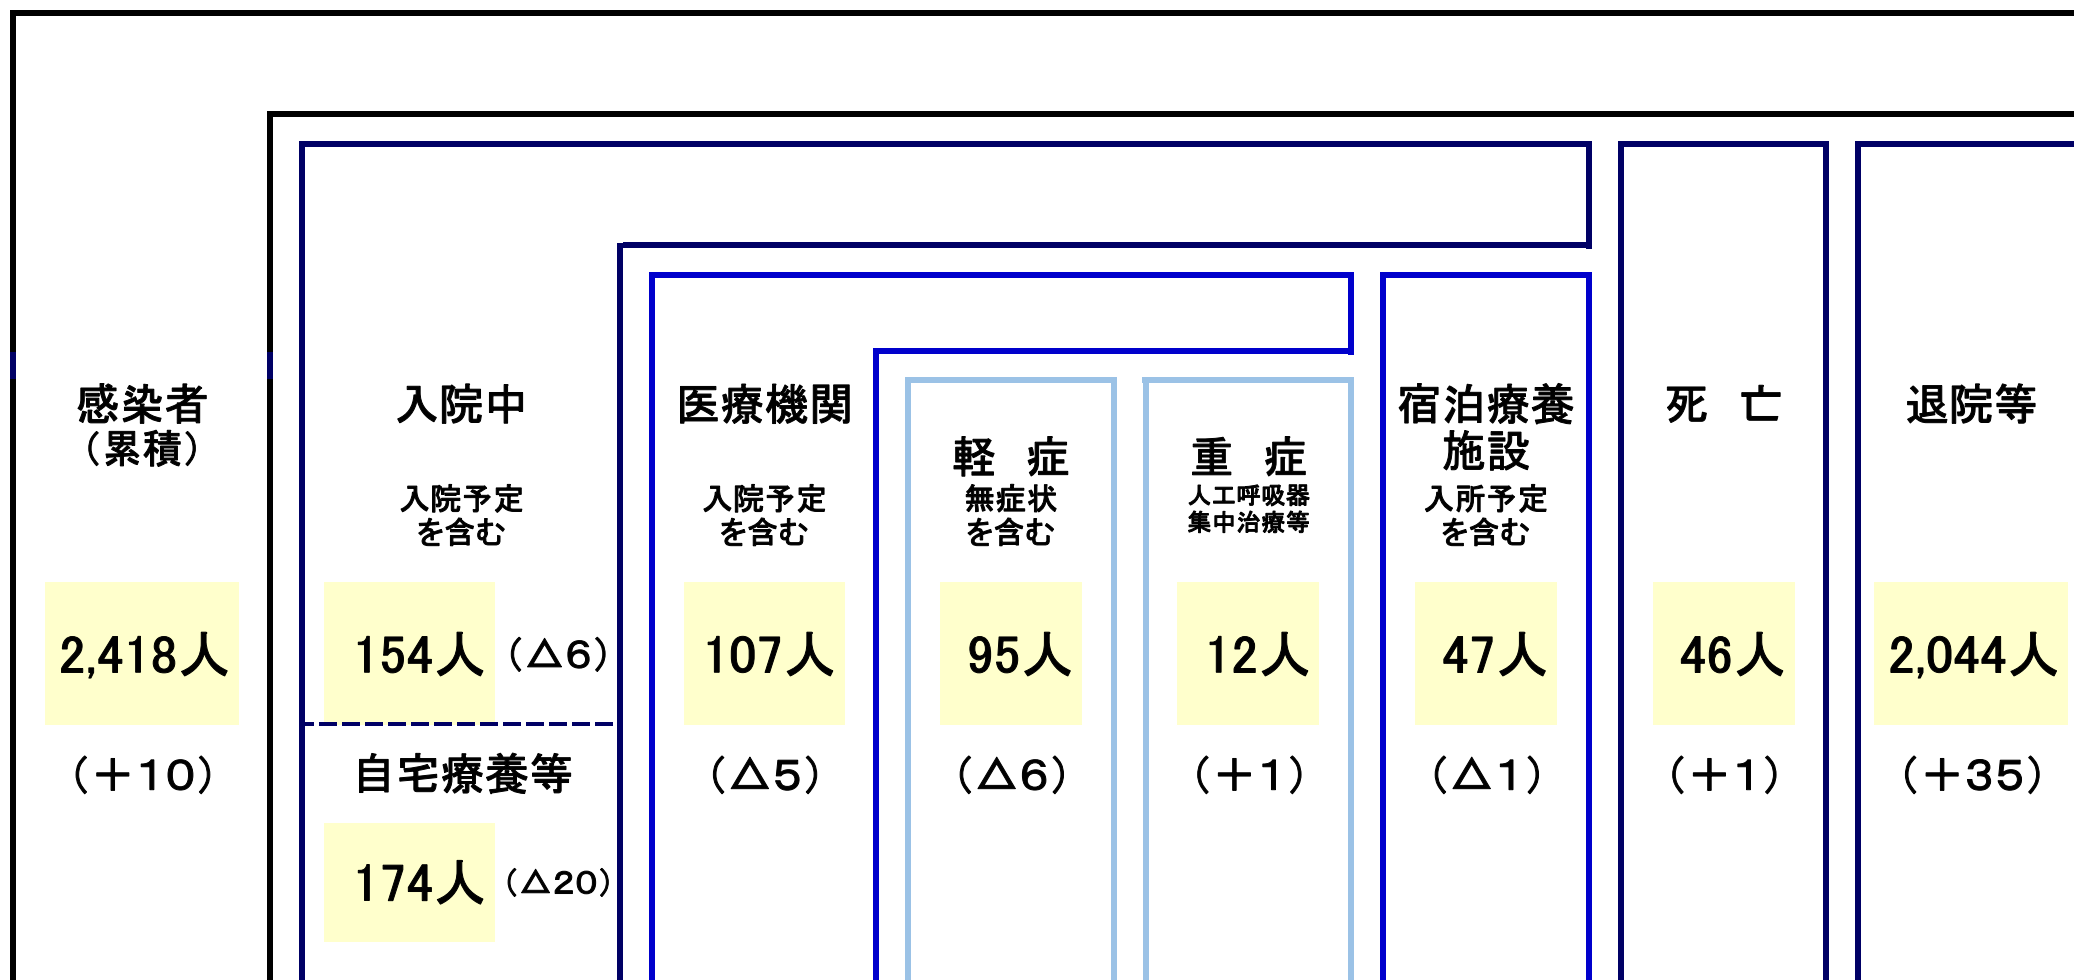 感染者
（累積）
2,418人
（＋10）
入院中
入院予定
を含む
154人（△6）
自宅療養等
174人（△20）
医療機関
入院予定
を含む
107人
（△5）
軽　症
無症状
を含む
95人
（△6）
重　症
人工呼吸器
集中治療等
12人
（＋1）
宿泊療養
施設
入所予定
を含む
47人
（△1）
死　亡
46人
（＋1）
退院等
2,044人
（＋35）